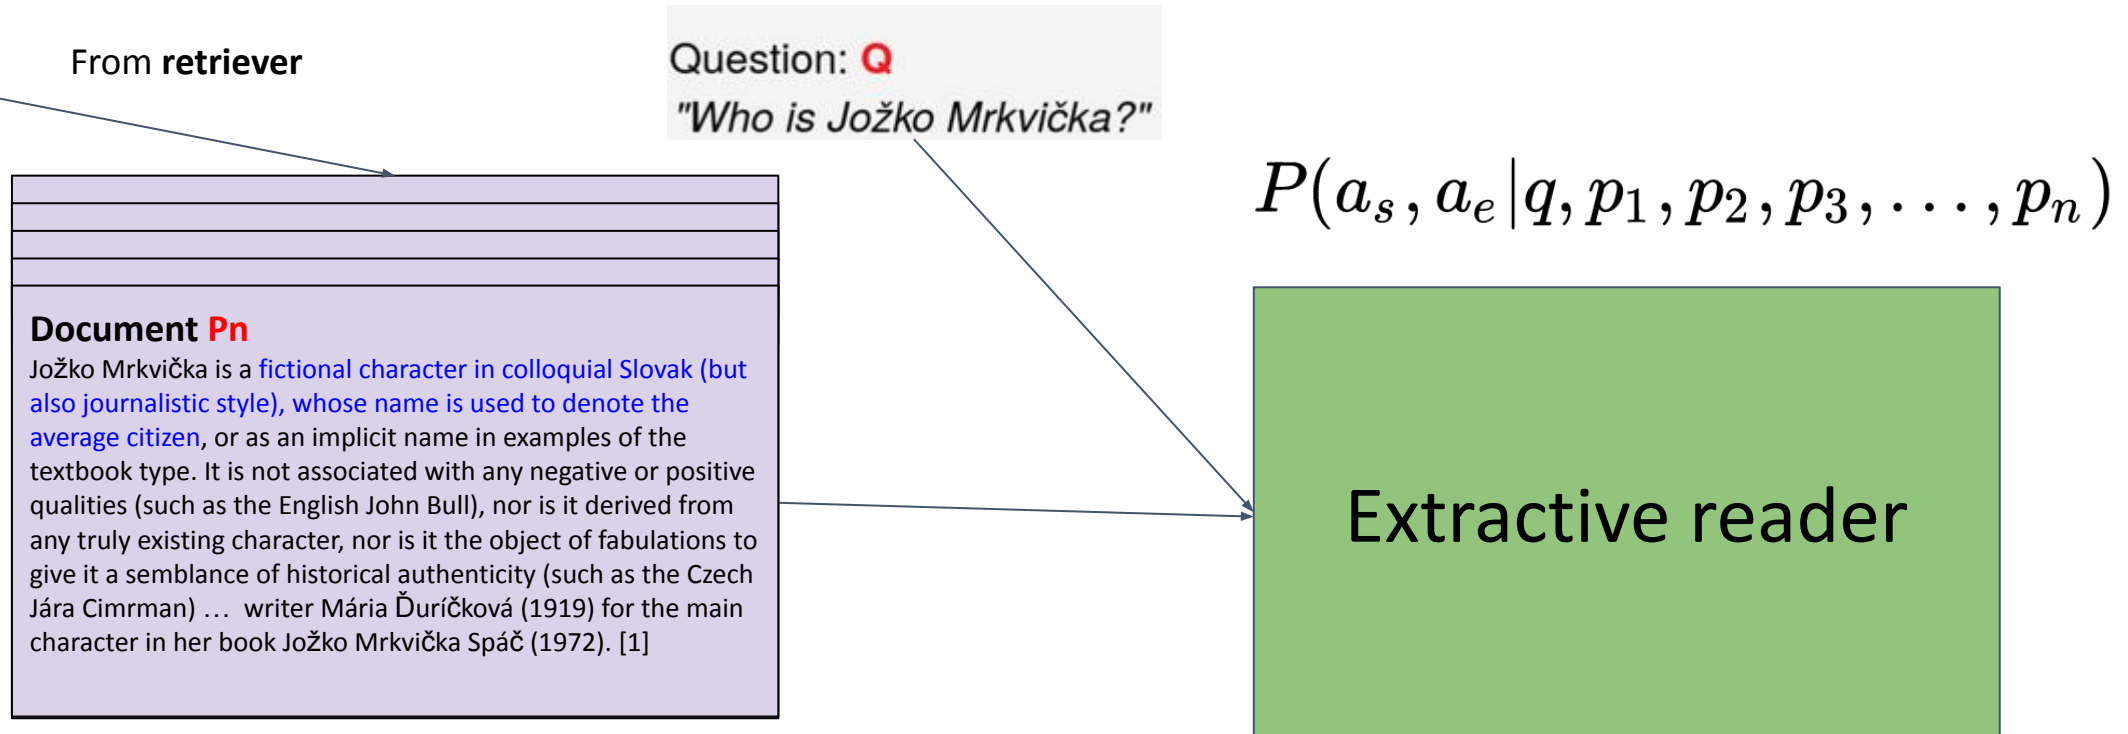 From retriever
Question: Q
"Who is Jožko Mrkvička?"
P(a_s, a_e|q, p_1, p_2, p_3, . . . , p_n)
Document Pn
Jožko Mrkvička is a fictional character in colloquial Slovak (but
also journalistic style), whose name is used to denote the
average citizen, or as an implicit name in examples of the
textbook type. It is not associated with any negative or positive
qualities (such as the English John Bull), nor is it derived from
any truly existing character, nor is it the object of fabulations to
give it a semblance of historical authenticity (such as the Czech
Jára Cimrman) … writer Mária Ďuríčková (1919) for the main
character in her book Jožko Mrkvička Spáč (1972). [1]
Extractive reader